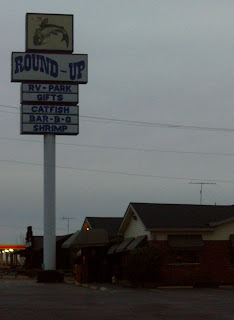 ROUND-UP
RV-PARK
GIFTS
CATFISH
BAR-B-Q
SHRIMP